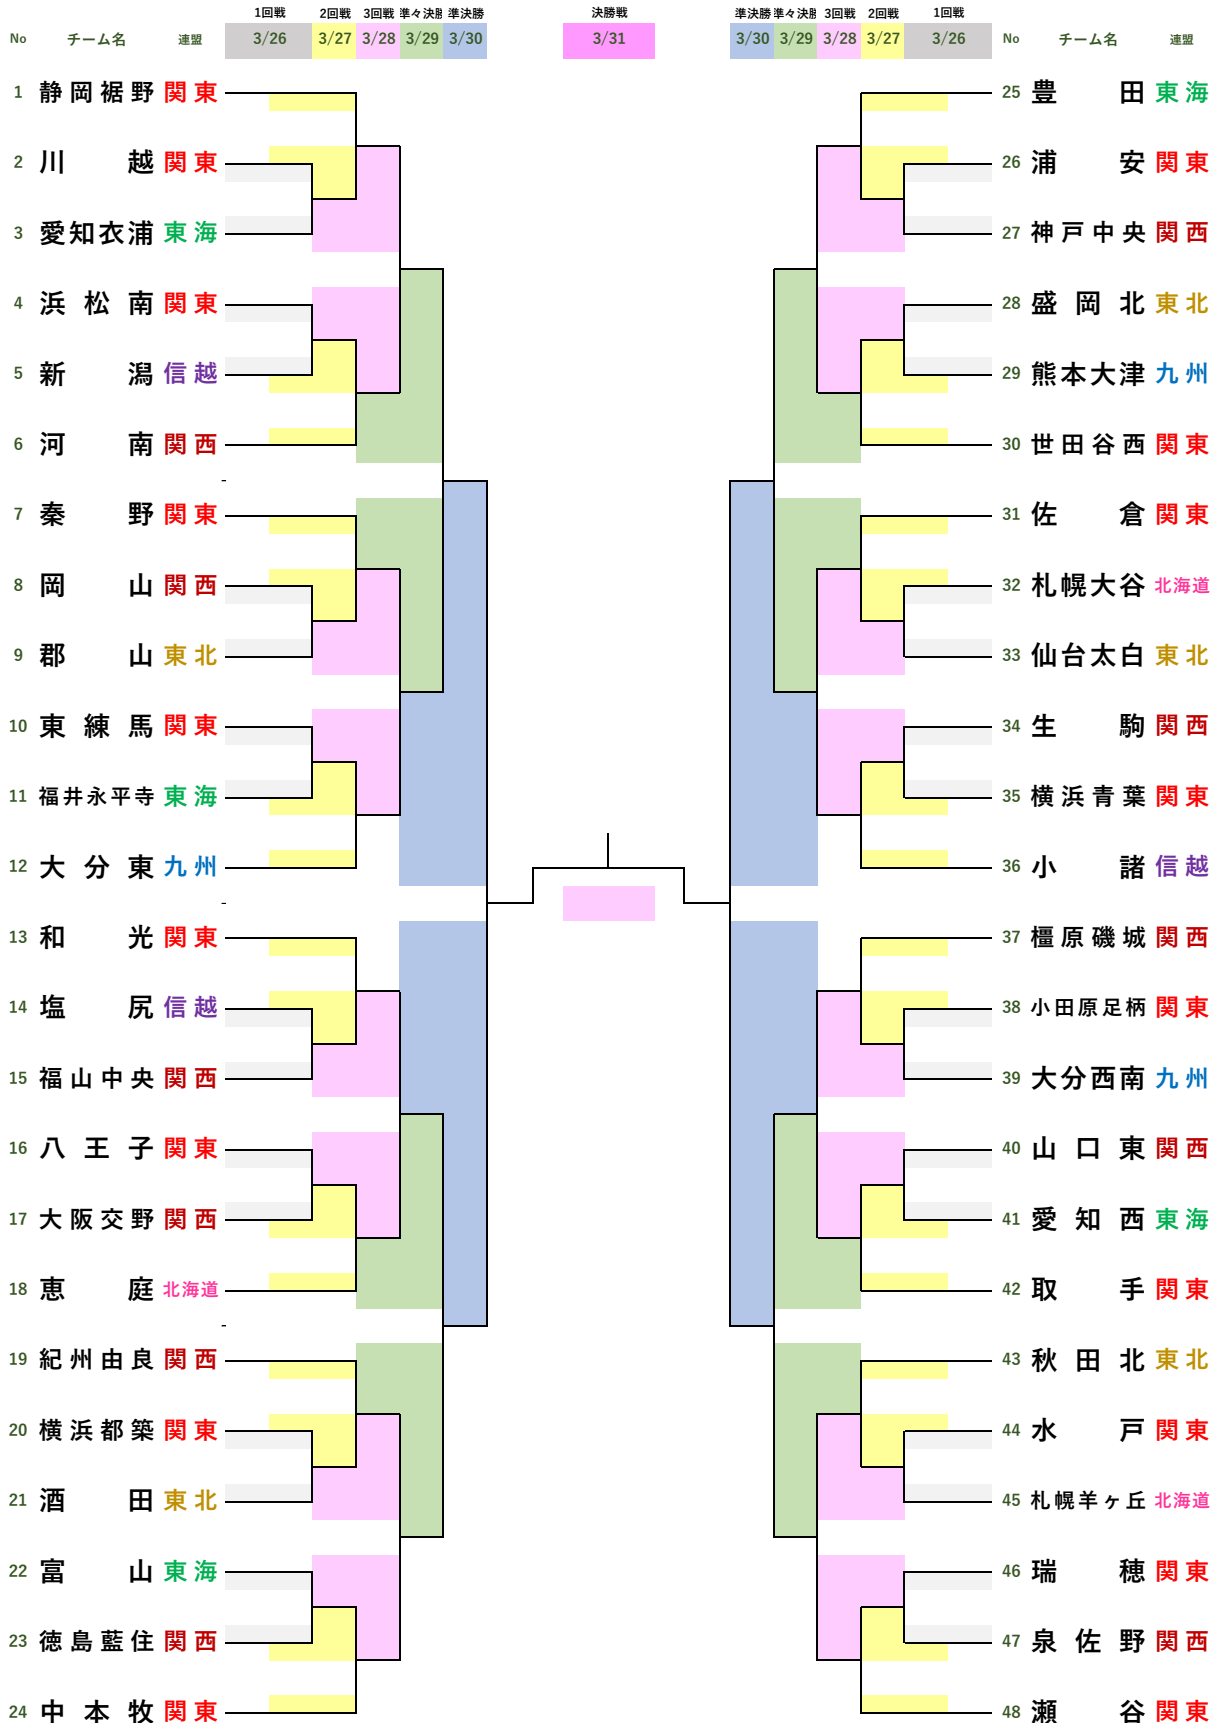 1回戦 2回戦 3回戦 準々決勝 準決勝 決勝戦 準決勝 準々決勝 3回戦 2回戦 1回戦
No チーム名 連盟 3/26 3/27 3/28 3/29 3/30 3/31 3/30 3/29 3/28 3/27 3/26 No チーム名 連盟
1 静岡裾野 関東 25 豊田 東海
2 川越 関東 26 浦安 関東
3 愛知衣浦 東海 27 神戸中央 関西
4 浜松南 関東 28 盛岡北 東北
5 新潟 信越 29 熊本大津 九州
6 河南 関西 30 世田谷西 関東
7 秦野 関東 31 佐倉 関東
8 岡山 関西 32 札幌大谷 北海道
9 郡山 東北 33 仙台太白 東北
10 東練馬 関東 34 生駒 関西
11 福井永平寺 東海 35 横浜青葉 関東
12 大分東 九州 36 小諸 信越
13 和光 関東 37 橿原磯城 関西
14 塩尻 信越 38 小田原足柄 関東
15 福山中央 関西 39 大分西南 九州
16 八王子 関東 40 山口東 関西
17 大阪交野 関西 41 愛知西 東海
18 恵庭 北海道 42 取手 関東
19 紀州由良 関西 43 秋田北 東北
20 横浜都築 関東 44 水戸 関東
21 酒田 東北 45 札幌羊ヶ丘 北海道
22 富山 東海 46 瑞穂 関東
23 徳島藍住 関西 47 泉佐野 関西
24 中本牧 関東 48 瀬谷 関東